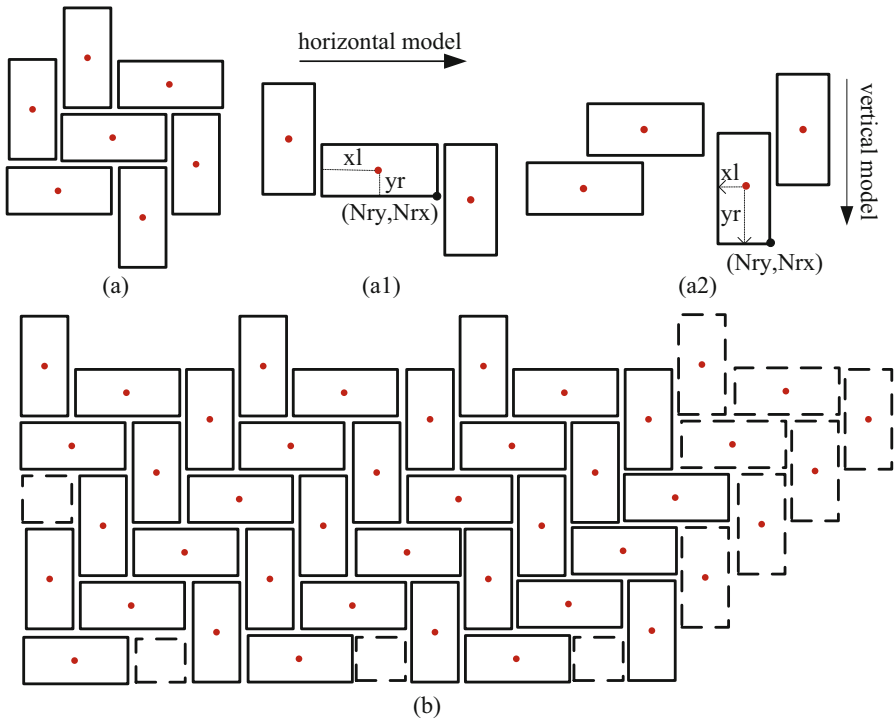 horizontal model
xl
yr
(Nry,Nrx)
xl
yr
(Nry,Nrx)
vertical model
(a)
(a1)
(a2)
(b)